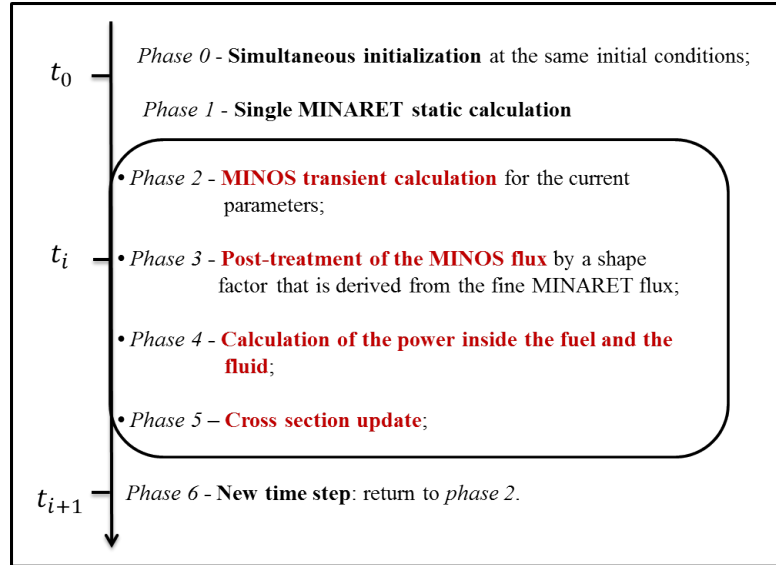 Phase 0 - Simultaneous initialization at the same initial conditions;
t₀
Phase 1 - Single MINARET static calculation
• Phase 2 - MINOS transient calculation for the current
parameters;
tᵢ
• Phase 3 - Post-treatment of the MINOS flux by a shape
factor that is derived from the fine MINARET flux;
• Phase 4 - Calculation of the power inside the fuel and the
fluid;
• Phase 5 – Cross section update;
tᵢ₊₁
Phase 6 - New time step: return to phase 2.